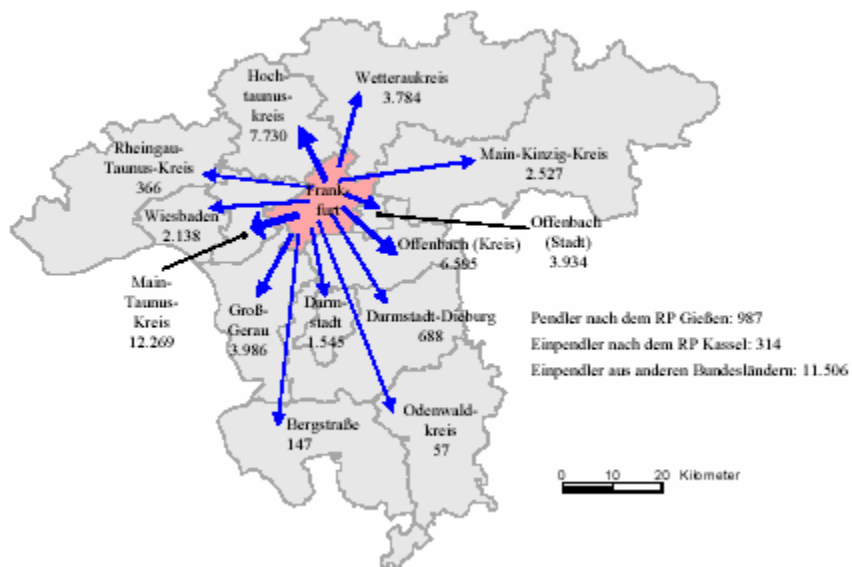 Hoch-
taunus-
kreis
7.730
Wetteraukreis
3.784
Rheingau-
Taunus-Kreis
366
Main-Kinzig-Kreis
2.527
Frank-
furt
Wiesbaden
2.138
Offenbach
(Stadt)
3.934
Offenbach (Kreis)
6.595
Main-
Taunus-
Kreis
12.269
Groß-
Gerau
3.986
Darm-
stadt
1.545
Darmstadt-Dieburg
688
Pendler nach dem RP Gießen: 987
Einpendler nach dem RP Kassel: 314
Einpendler aus anderen Bundesländern: 11.506
Bergstraße
147
Odenwald-
kreis
57
0 10 20 Kilometer